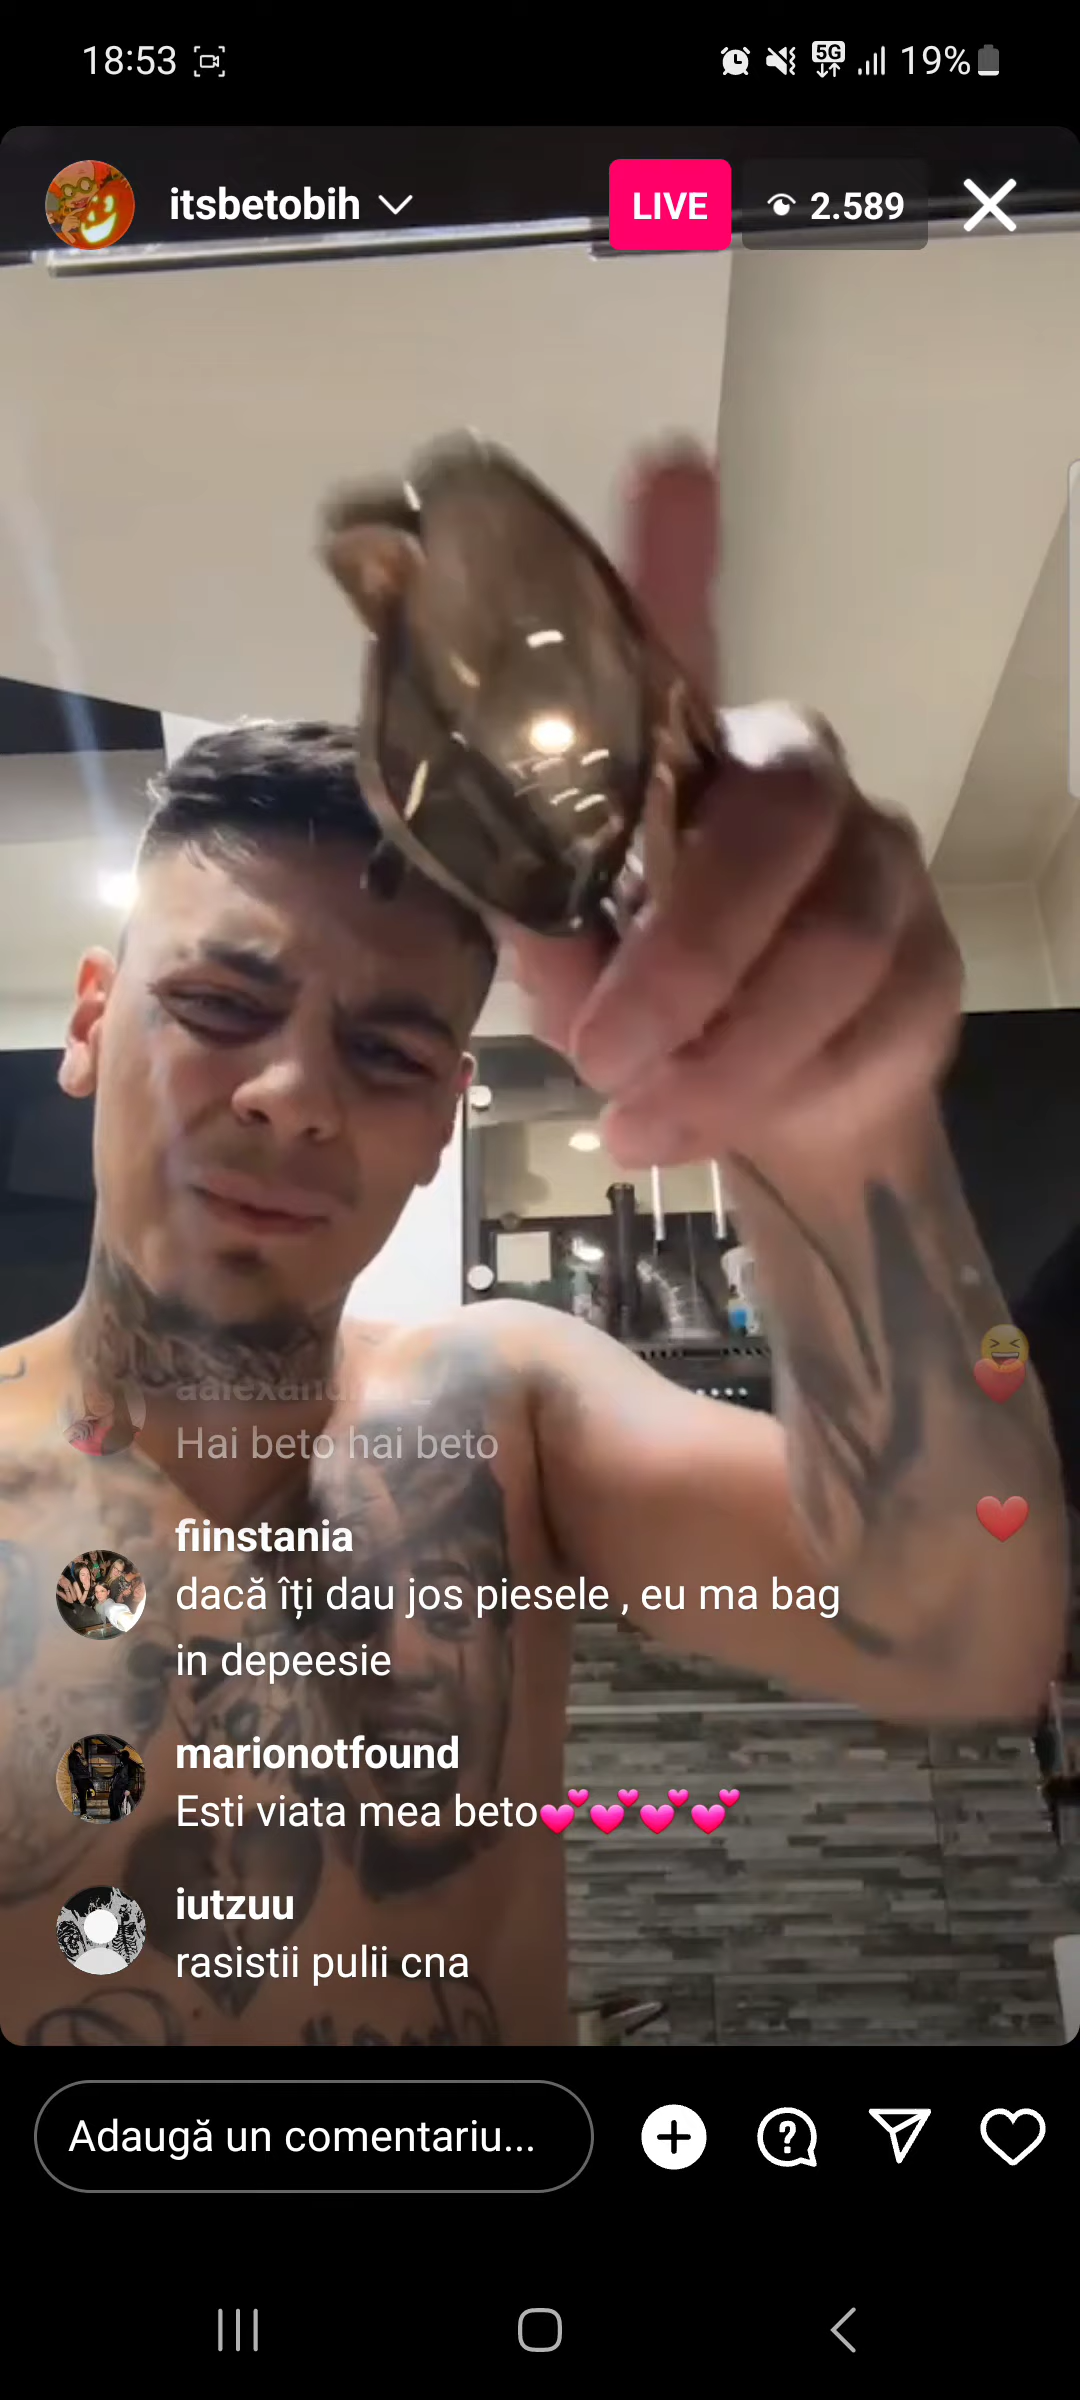 18:53
5G
19%
itsbetobih
LIVE
2.589
Hai beto hai beto
fiinstania
dacă îți dau jos piesele , eu ma bag
in depeesie
marionotfound
Esti viata mea beto💕💕💕💕
iutzuu
rasistii pulii cna
Adaugă un comentariu...